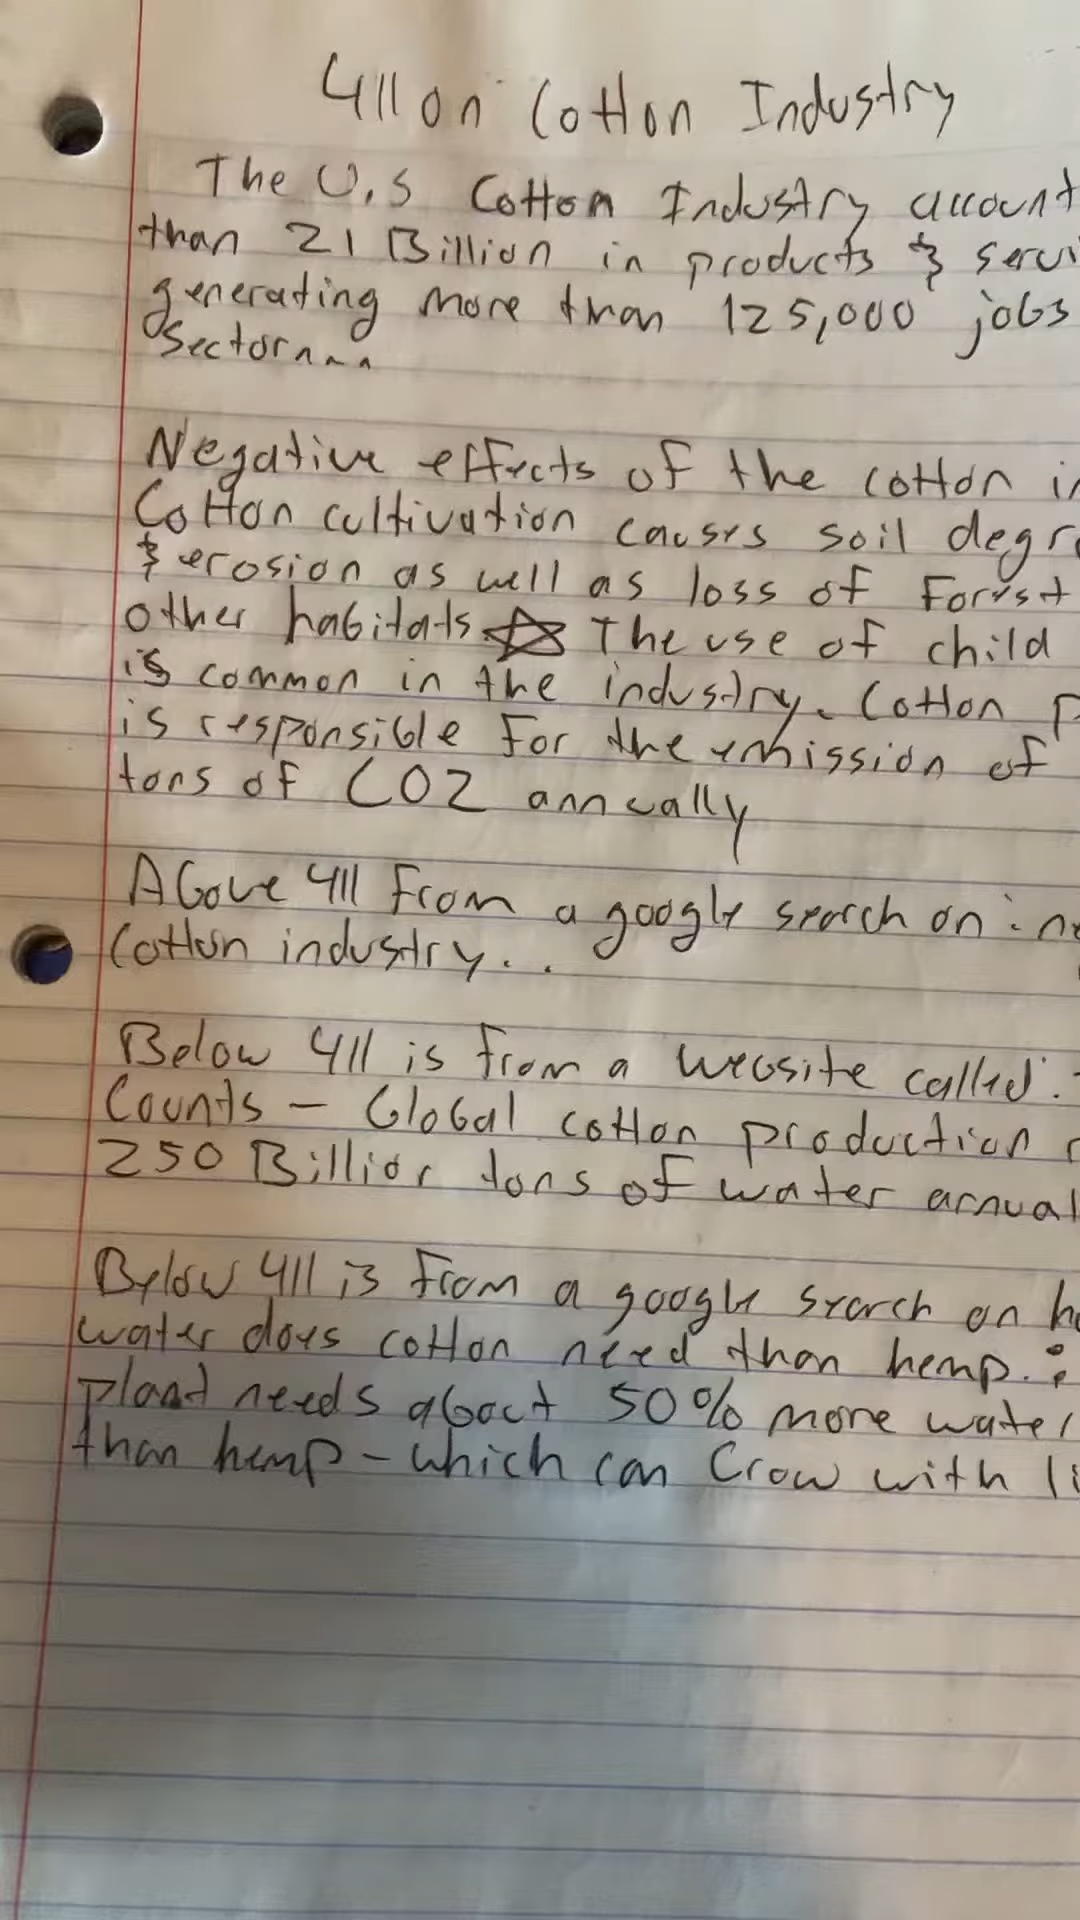 411 on Cotton Industry
The U.S Cotton Industry account
than 21 Billion in products & servi
generating more than 125,000 jobs
Sector...
Negative effects of the cotton in
Cotton cultivation causes soil degr
& erosion as well as loss of Forest
other habitats ☆ The use of child
is common in the industry. Cotton p
is responsible for the emission of
tons of CO2 annually
Above 411 From a google search on: ne
Cotton industry...
Below 411 is from a website called:
Counts - Global cotton production r
250 Billion tons of water annual
Below 411 is From a google search on ho
water does cotton need than hemp.:
plant needs about 50% more water
than hemp - which can Grow with li